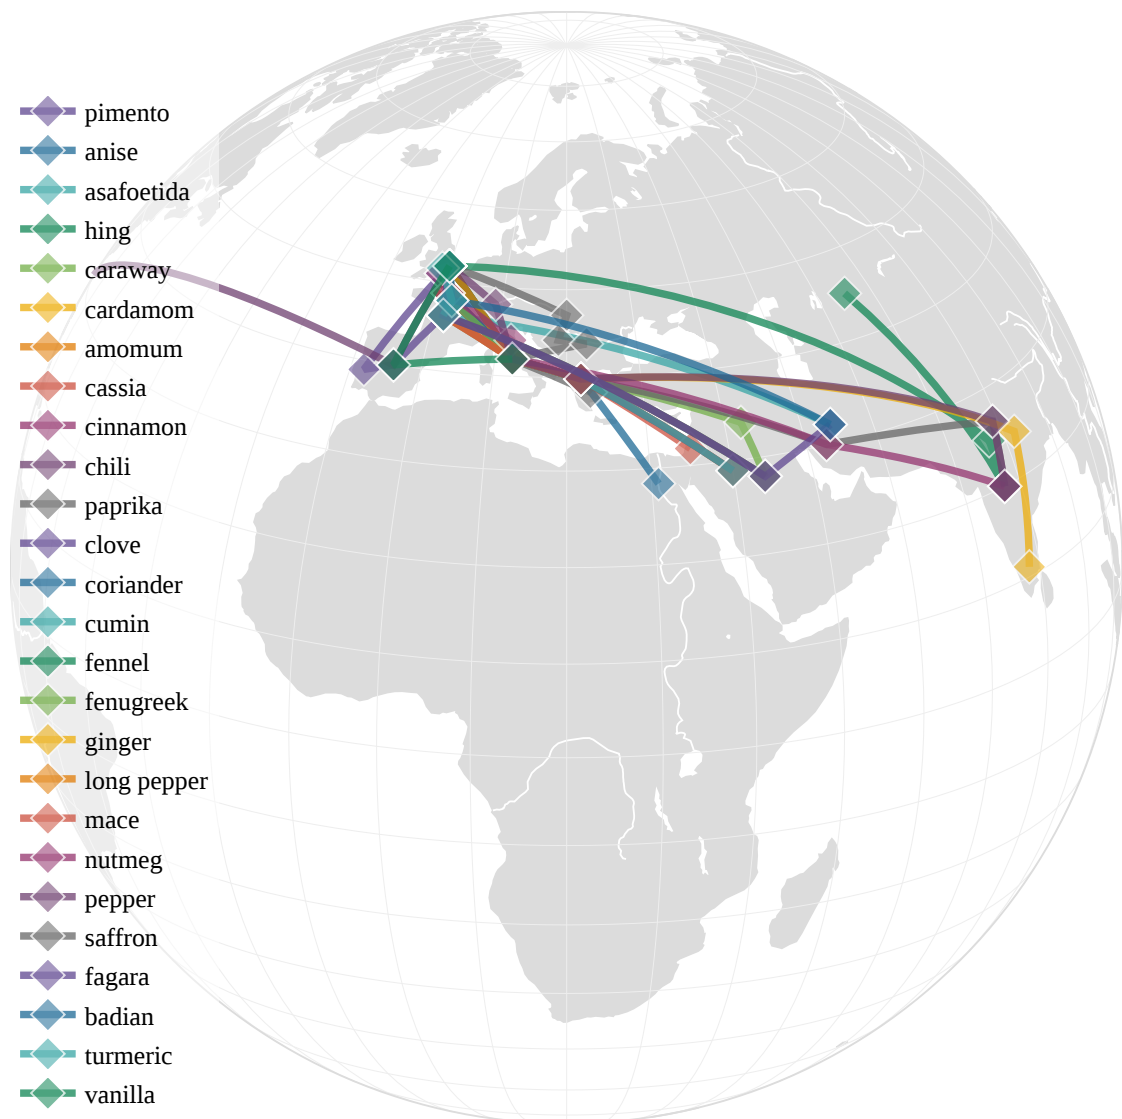 pimento
anise
asafoetida
hing
caraway
cardamom
amomum
cassia
cinnamon
chili
paprika
clove
coriander
cumin
fennel
fenugreek
ginger
long pepper
mace
nutmeg
pepper
saffron
fagara
badian
turmeric
vanilla